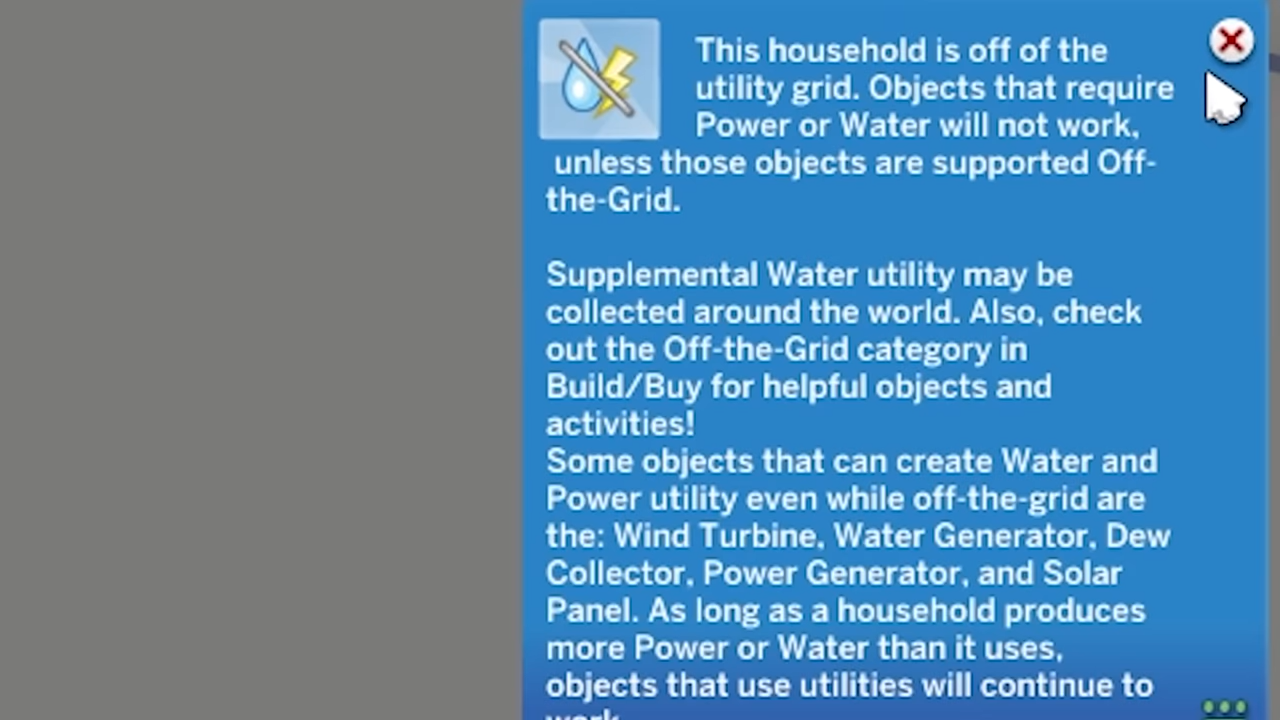 This household is off of the
utility grid. Objects that require
Power or Water will not work,
unless those objects are supported Off-
the-Grid.
Supplemental Water utility may be
collected around the world. Also, check
out the Off-the-Grid category in
Build/Buy for helpful objects and
activities!
Some objects that can create Water and
Power utility even while off-the-grid are
the: Wind Turbine, Water Generator, Dew
Collector, Power Generator, and Solar
Panel. As long as a household produces
more Power or Water than it uses,
objects that use utilities will continue to
work.